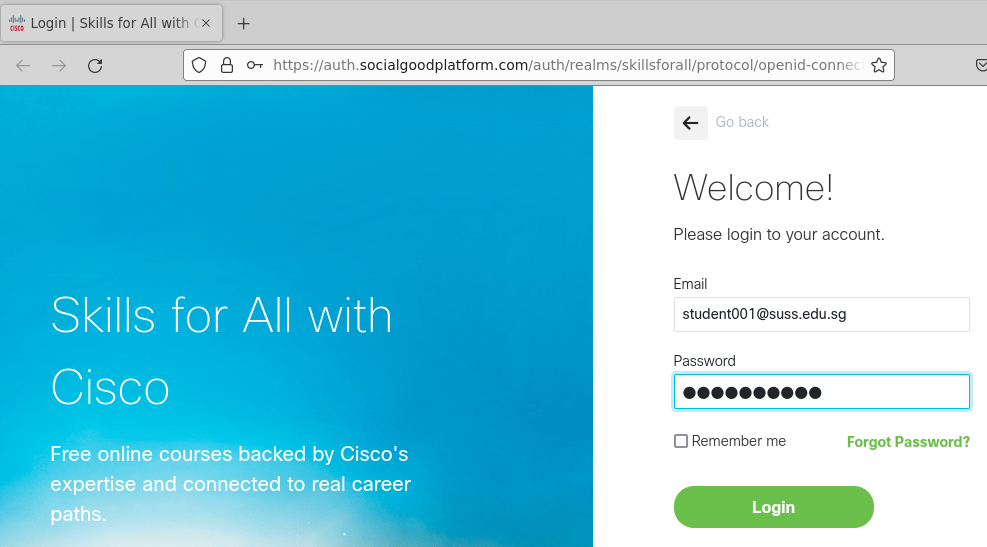 Login | Skills for All with C
CISCO
https://auth.socialgoodplatform.com/auth/realms/skillsforall/protocol/openid-connec
Go back
Welcome!
Please login to your account.
Email
student001@suss.edu.sg
Password
Remember me
Forgot Password?
Login
Skills for All with
Cisco
Free online courses backed by Cisco's
expertise and connected to real career
paths.